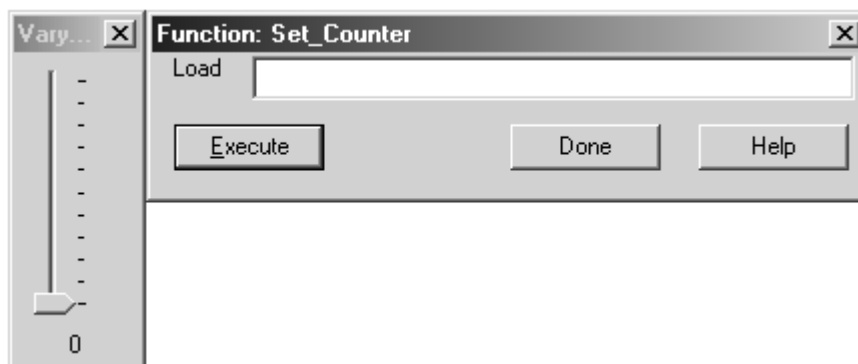 Vary...
Function: Set_Counter
Load
Execute
Done
Help
0